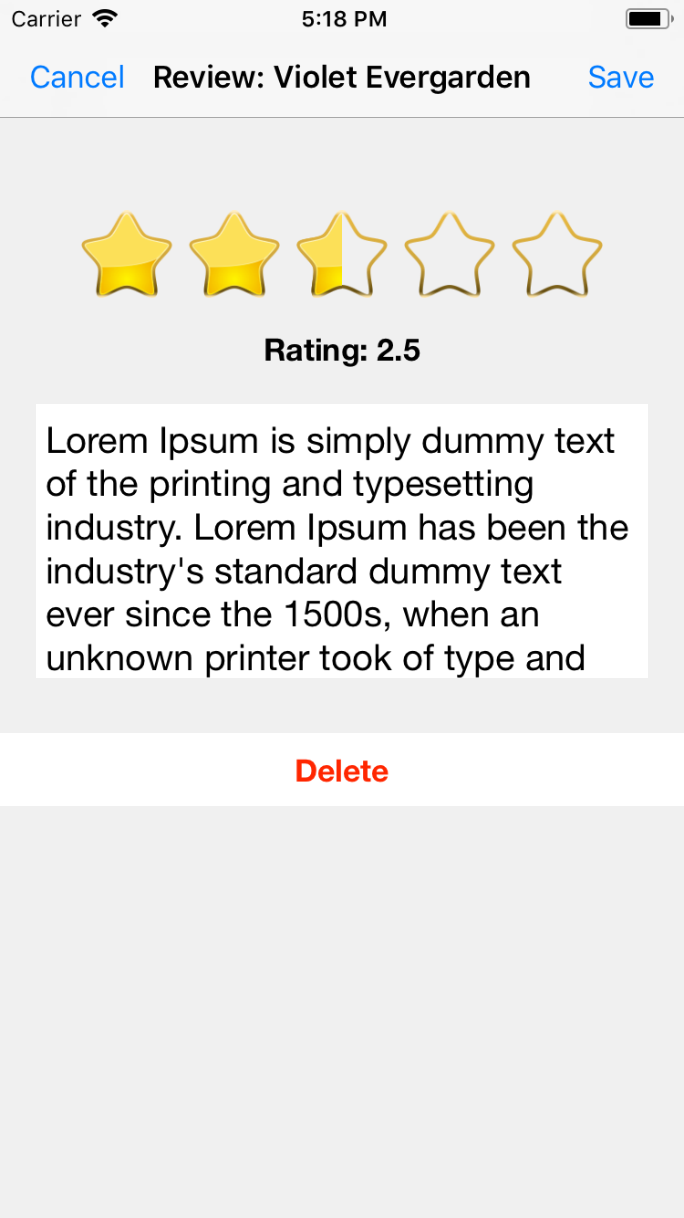 Carrier 5:18 PM
Cancel Review: Violet Evergarden Save
Rating: 2.5
Lorem Ipsum is simply dummy text
of the printing and typesetting
industry. Lorem Ipsum has been the
industry's standard dummy text
ever since the 1500s, when an
unknown printer took of type and
Delete